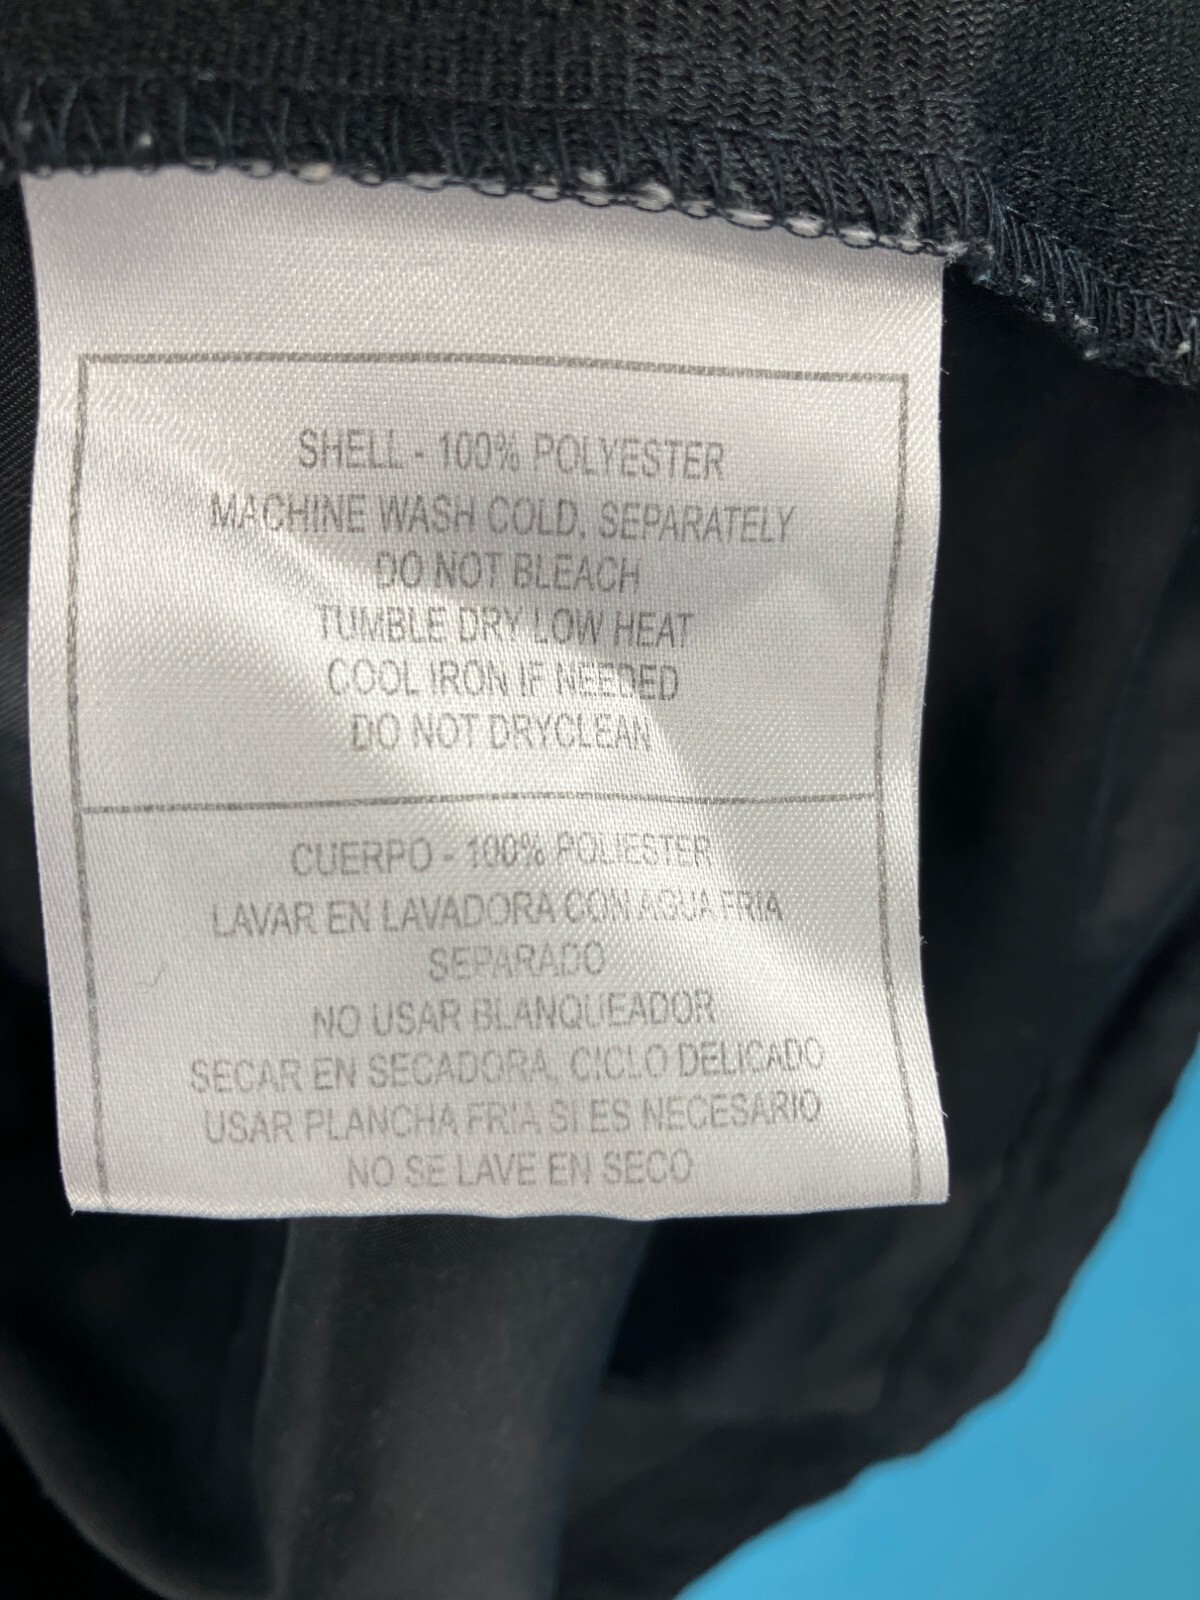 SHELL - 100% POLYESTER
MACHINE WASH COLD, SEPARATELY
DO NOT BLEACH
TUMBLE DRY LOW HEAT
COOL IRON IF NEEDED
DO NOT DRYCLEAN
CUERPO - 100% POLIESTER
LAVAR EN LAVADORA CON AGUA FRIA
SEPARADO
NO USAR BLANQUEADOR
SECAR EN SECADORA, CICLO DELICADO
USAR PLANCHA FRIA SI ES NECESARIO
NO SE LAVE EN SECO